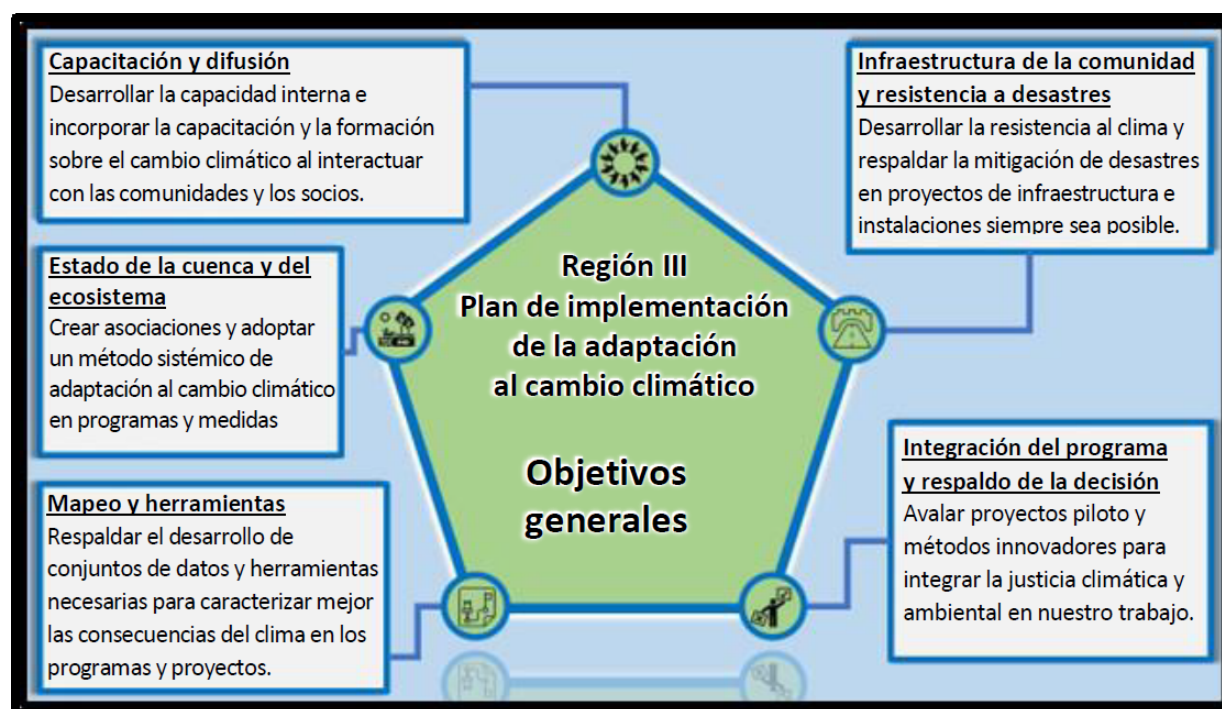 Capacitación y difusión
Desarrollar la capacidad interna e
incorporar la capacitación y la formación
sobre el cambio climático al interactuar
con las comunidades y los socios.
Infraestructura de la comunidad
y resistencia a desastres
Desarrollar la resistencia al clima y
respaldar la mitigación de desastres
en proyectos de infraestructura e
instalaciones siempre sea posible.
Estado de la cuenca y del
ecosistema
Crear asociaciones y adoptar
un método sistémico de
adaptación al cambio climático
en programas y medidas
Región III
Plan de implementación
de la adaptación
al cambio climático
Objetivos
generales
Mapeo y herramientas
Respaldar el desarrollo de
conjuntos de datos y herramientas
necesarias para caracterizar mejor
las consecuencias del clima en los
programas y proyectos.
Integración del programa
y respaldo de la decisión
Avalar proyectos piloto y
métodos innovadores para
integrar la justicia climática y
ambiental en nuestro trabajo.